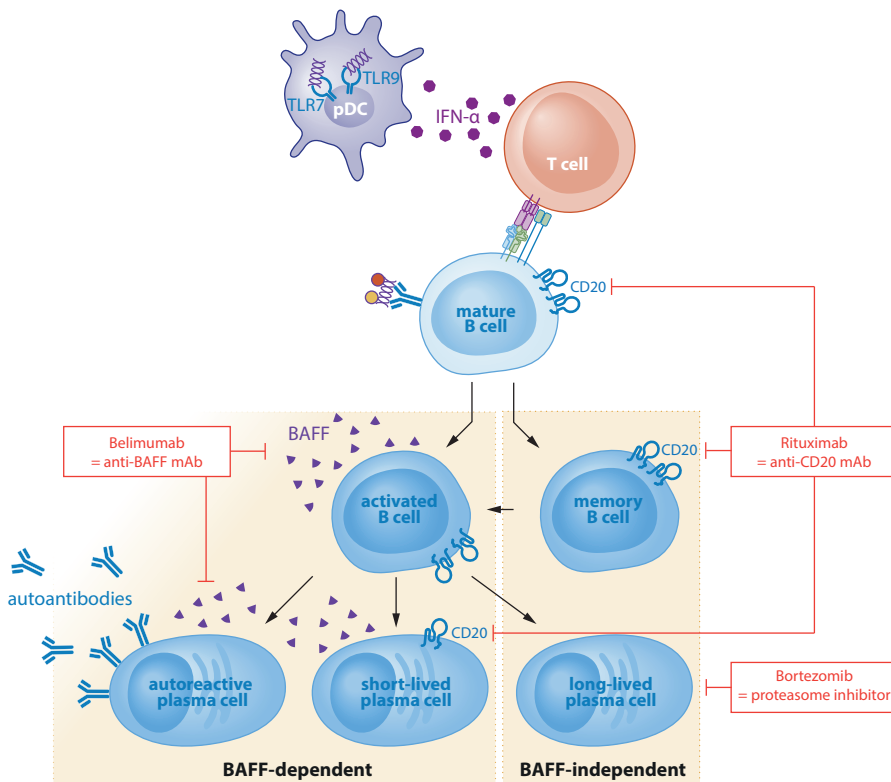 TLR9
TLR7
pDC
IFN-α
T cell
CD20
mature
B cell
BAFF
Belimumab
= anti-BAFF mAb
CD20
Rituximab
= anti-CD20 mAb
activated
B cell
memory
B cell
autoantibodies
CD20
autoreactive
plasma cell
short-lived
plasma cell
long-lived
plasma cell
Bortezomib
= proteasome inhibitor
BAFF-dependent
BAFF-independent